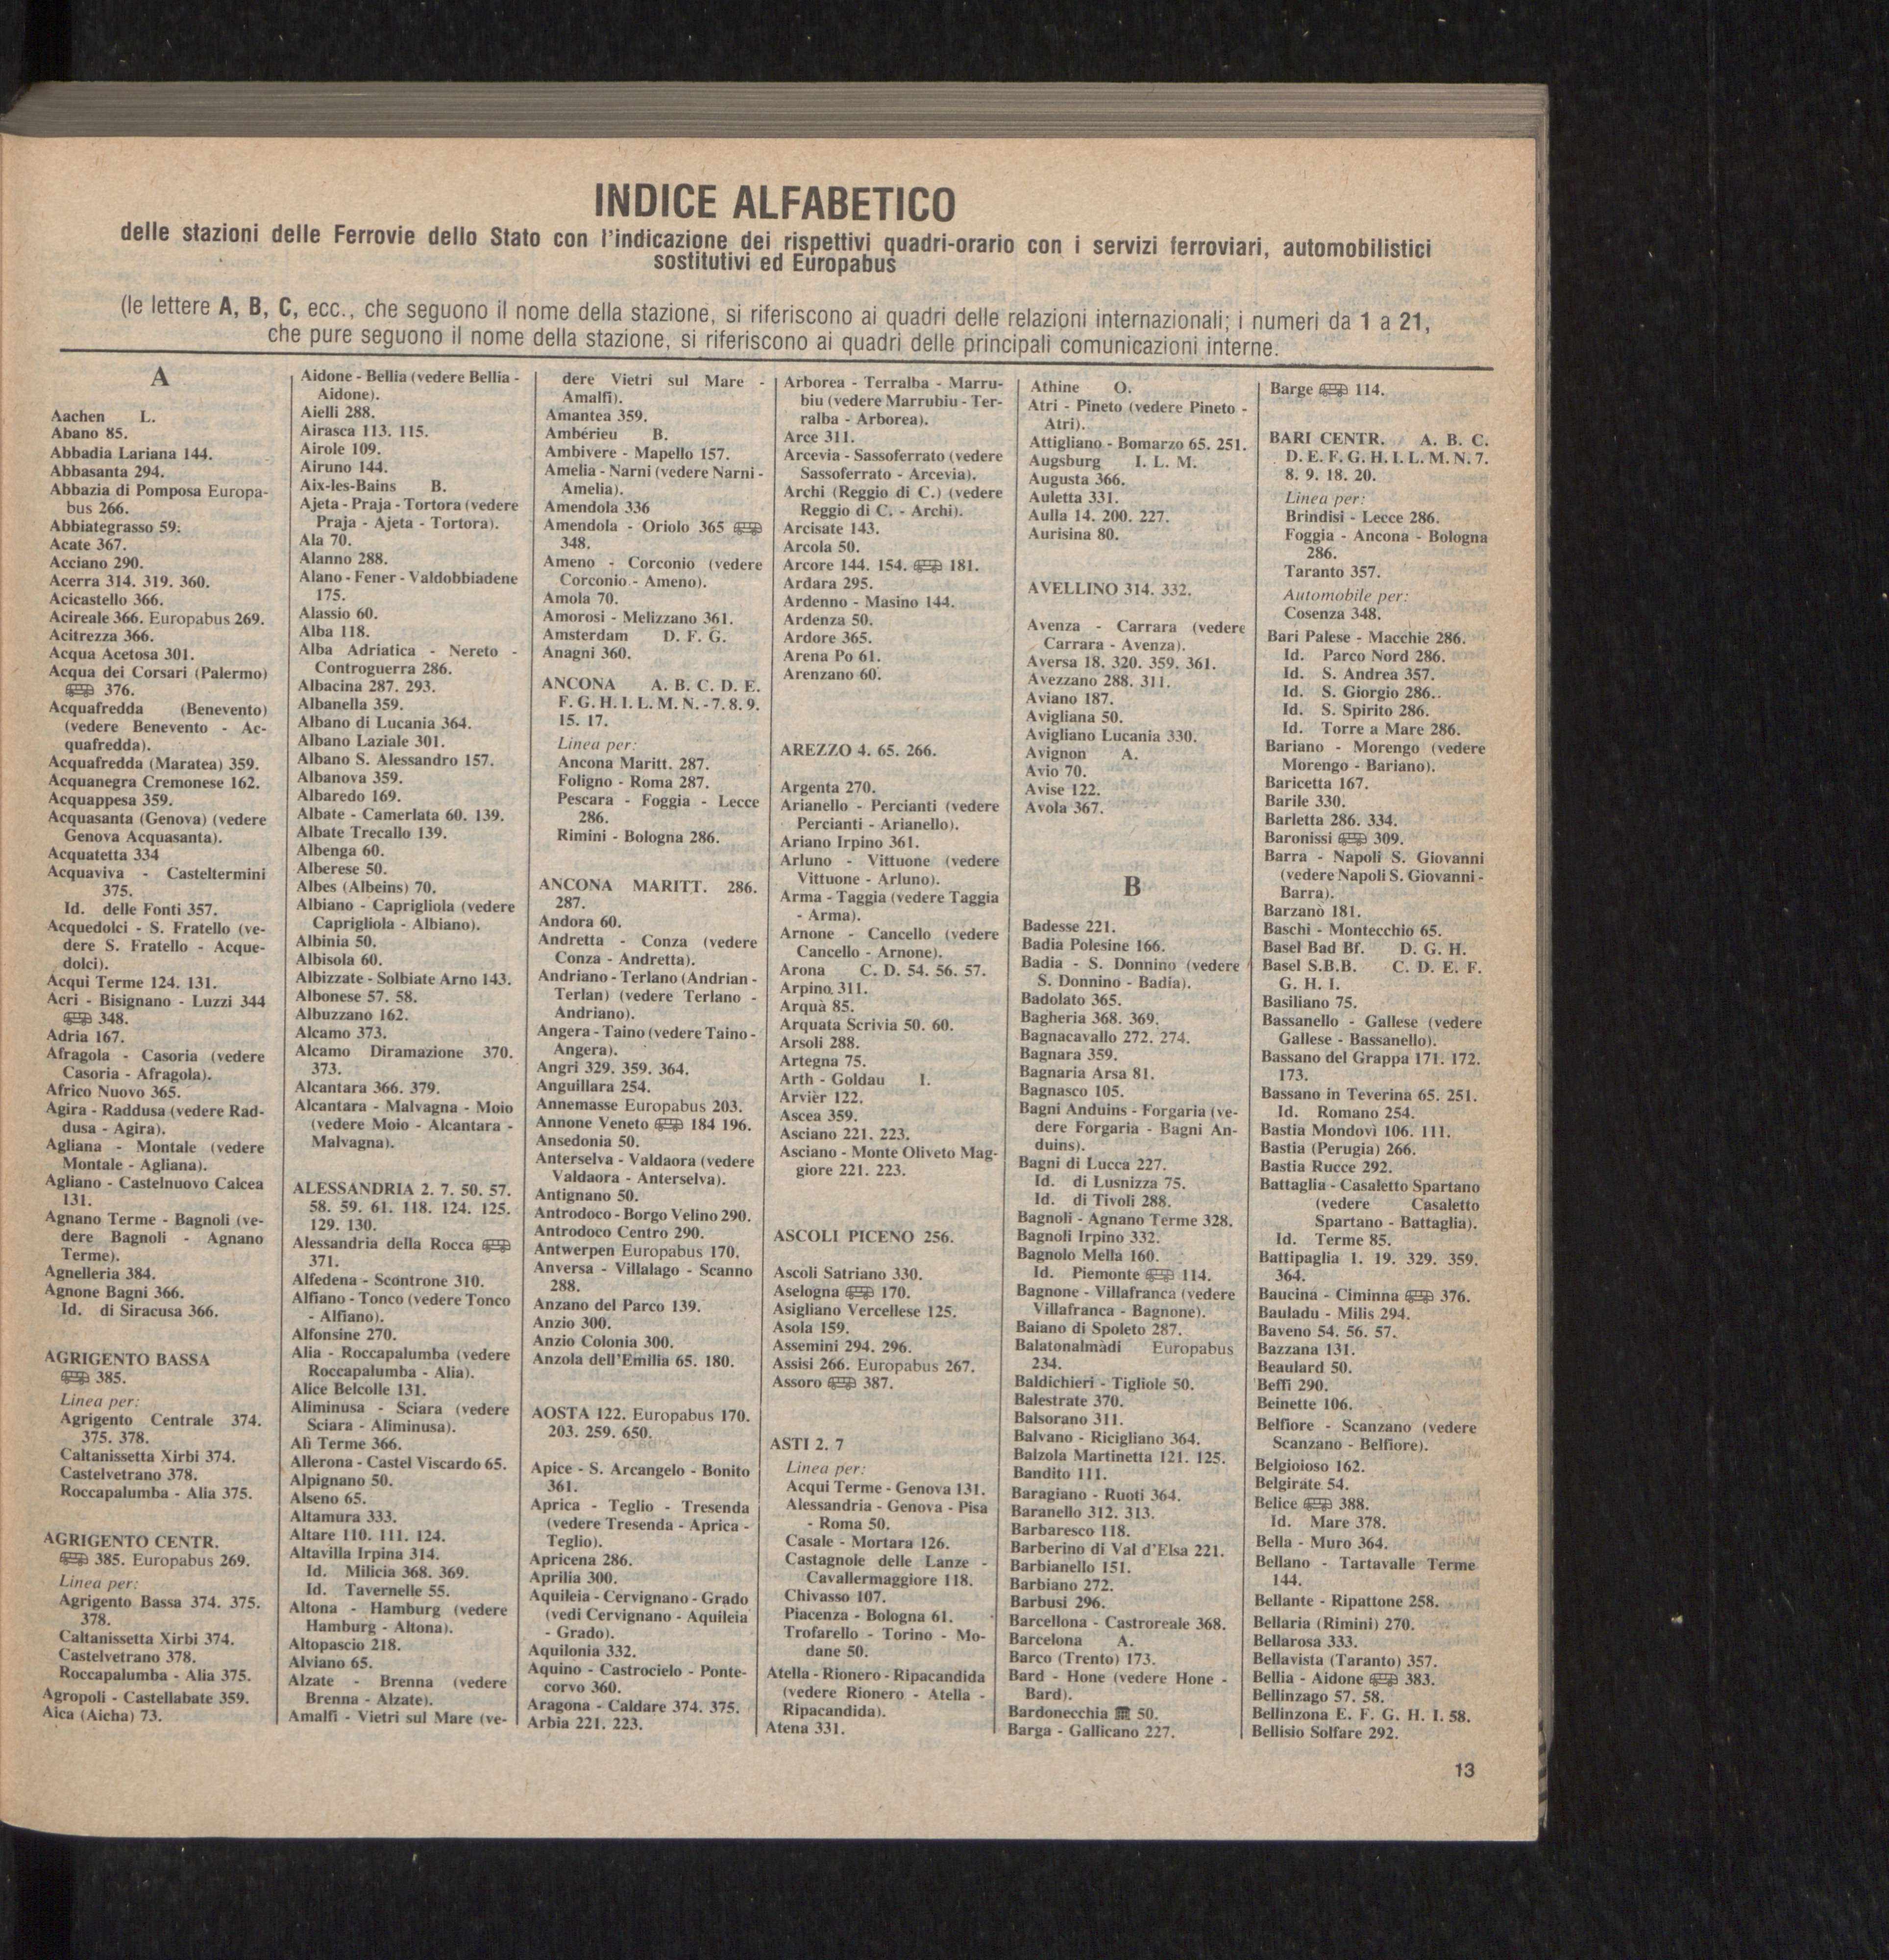 INDICE ALFABETICO
delle stazioni delle Ferrovie dello Stato con l'indicazione dei rispettivi quadri-orario con i servizi ferroviari, automobilistici
sostitutivi ed Europabus
(le lettere A, B, C, ecc., che seguono il nome della stazione, si riferiscono ai quadri delle relazioni internazionali; i numeri da 1 a 21,
che pure seguono il nome della stazione, si riferiscono ai quadri delle principali comunicazioni interne.
A
Aachen L.
Abano 85.
Abbadia Lariana 144.
Abbasanta 294.
Abbazia di Pomposa Europa-
bus 266.
Abbiategrasso 59.
Acate 367.
Acciano 290.
Acerra 314. 319. 360.
Acicastello 366.
Acireale 366. Europabus 269.
Acitrezza 366.
Acqua Acetosa 301.
Acqua dei Corsari (Palermo)
376.
Acquafredda (Benevento)
(vedere Benevento - Ac-
quafredda).
Acquafredda (Maratea) 359.
Acquanegra Cremonese 162.
Acquappesa 359.
Acquasanta (Genova) (vedere
Genova Acquasanta).
Acquatetta 334
Acquaviva - Casteltermini
375.
Id. delle Fonti 357.
Acquedolci - S. Fratello (ve-
dere S. Fratello - Acque-
dolci).
Acqui Terme 124. 131.
Acri - Bisignano - Luzzi 344
348.
Adria 167.
Afragola - Casoria (vedere
Casoria - Afragola).
Africo Nuovo 365.
Agira - Raddusa (vedere Rad-
dusa - Agira).
Agliana - Montale (vedere
Montale - Agliana).
Agliano - Castelnuovo Calcea
131.
Agnano Terme - Bagnoli (ve-
dere Bagnoli - Agnano
Terme).
Agnelleria 384.
Agnone Bagni 366.
Id. di Siracusa 366.
AGRIGENTO BASSA
385.
Linea per:
Agrigento Centrale 374.
375. 378.
Caltanissetta Xirbi 374.
Castelvetrano 378.
Roccapalumba - Alia 375.
AGRIGENTO CENTR.
385. Europabus 269.
Linea per:
Agrigento Bassa 374. 375.
378.
Caltanissetta Xirbi 374.
Castelvetrano 378.
Roccapalumba - Alia 375.
Agropoli - Castellabate 359.
Aica (Aicha) 73.
Aidone - Bellia (vedere Bellia -
Aidone).
Aielli 288.
Airasca 113. 115.
Airole 109.
Airuno 144.
Aix-les-Bains B.
Ajeta - Praja - Tortora (vedere
Praja - Ajeta - Tortora).
Ala 70.
Alanno 288.
Alano - Fener - Valdobbiadene
175.
Alassio 60.
Alba 118.
Alba Adriatica - Nereto -
Controguerra 286.
Albacina 287. 293.
Albanella 359.
Albano di Lucania 364.
Albano Laziale 301.
Albano S. Alessandro 157.
Albanova 359.
Albaredo 169.
Albate - Camerlata 60. 139.
Albate Trecallo 139.
Albenga 60.
Alberese 50.
Albes (Albeins) 70.
Albiano - Caprigliola (vedere
Caprigliola - Albiano).
Albinia 50.
Albisola 60.
Albizzate - Solbiate Arno 143.
Albonese 57. 58.
Albuzzano 162.
Alcamo 373.
Alcamo Diramazione 370.
373.
Alcantara 366. 379.
Alcantara - Malvagna - Moio
(vedere Moio - Alcantara -
Malvagna).
ALESSANDRIA 2. 7. 50. 57.
58. 59. 61. 118. 124. 125.
129. 130.
Alessandria della Rocca
371.
Alfedena - Scontrone 310.
Alfiano - Tonco (vedere Tonco
- Alfiano).
Alfonsine 270.
Alia - Roccapalumba (vedere
Roccapalumba - Alia).
Alice Belcolle 131.
Aliminusa - Sciara (vedere
Sciara - Aliminusa).
Alì Terme 366.
Allerona - Castel Viscardo 65.
Alpignano 50.
Alseno 65.
Altamura 333.
Altare 110. 111. 124.
Altavilla Irpina 314.
Id. Milicia 368. 369.
Id. Tavernelle 55.
Altona - Hamburg (vedere
Hamburg - Altona).
Altopascio 218.
Alviano 65.
Alzate - Brenna (vedere
Brenna - Alzate).
Amalfi - Vietri sul Mare (ve-
dere Vietri sul Mare -
Amalfi).
Amantea 359.
Ambérieu B.
Ambivere - Mapello 157.
Amelia - Narni (vedere Narni -
Amelia).
Amendola 336
Amendola - Oriolo 365
348.
Ameno - Corconio (vedere
Corconio - Ameno).
Amola 70.
Amorosi - Melizzano 361.
Amsterdam D. F. G.
Anagni 360.
ANCONA A. B. C. D. E.
F. G. H. I. L. M. N. - 7. 8. 9.
15. 17.
Linea per:
Ancona Maritt. 287.
Foligno - Roma 287.
Pescara - Foggia - Lecce
286.
Rimini - Bologna 286.
ANCONA MARITT. 286.
287.
Andora 60.
Andretta - Conza (vedere
Conza - Andretta).
Andriano - Terlano (Andrian -
Terlan) (vedere Terlano -
Andriano).
Angera - Taino (vedere Taino -
Angera).
Angri 329. 359. 364.
Anguillara 254.
Annemasse Europabus 203.
Annone Veneto 184 196.
Ansedonia 50.
Anterselva - Valdaora (vedere
Valdaora - Anterselva).
Antignano 50.
Antrodoco - Borgo Velino 290.
Antrodoco Centro 290.
Antwerpen Europabus 170.
Anversa - Villalago - Scanno
288.
Anzano del Parco 139.
Anzio 300.
Anzio Colonia 300.
Anzola dell'Emilia 65. 180.
AOSTA 122. Europabus 170.
203. 259. 650.
Apice - S. Arcangelo - Bonito
361.
Aprica - Teglio - Tresenda
(vedere Tresenda - Aprica -
Teglio).
Apricena 286.
Aprilia 300.
Aquileia - Cervignano - Grado
(vedi Cervignano - Aquileia
- Grado).
Aquilonia 332.
Aquino - Castrocielo - Ponte-
corvo 360.
Aragona - Caldare 374. 375.
Arbia 221. 223.
Arborea - Terralba - Marru-
biu (vedere Marrubiu - Ter-
ralba - Arborea).
Arce 311.
Arcevia - Sassoferrato (vedere
Sassoferrato - Arcevia).
Archi (Reggio di C.) (vedere
Reggio di C. - Archi).
Arcisate 143.
Arcola 50.
Arcore 144. 154. 181.
Ardara 295.
Ardenno - Masino 144.
Ardenza 50.
Ardore 365.
Arena Po 61.
Arenzano 60.
AREZZO 4. 65. 266.
Argenta 270.
Arianello - Percianti (vedere
Percianti - Arianello).
Ariano Irpino 361.
Arluno - Vittuone (vedere
Vittuone - Arluno).
Arma - Taggia (vedere Taggia
- Arma).
Arnone - Cancello (vedere
Cancello - Arnone).
Arona C. D. 54. 56. 57.
Arpino 311.
Arquà 85.
Arquata Scrivia 50. 60.
Arsoli 288.
Artegna 75.
Arth - Goldau I.
Arvier 122.
Ascea 359.
Asciano 221. 223.
Asciano - Monte Oliveto Mag-
giore 221. 223.
ASCOLI PICENO 256.
Ascoli Satriano 330.
Aselogna 170.
Asigliano Vercellese 125.
Asola 159.
Assemini 294. 296.
Assisi 266. Europabus 267.
Assoro 387.
ASTI 2. 7
Linea per:
Acqui Terme - Genova 131.
Alessandria - Genova - Pisa
- Roma 50.
Casale - Mortara 126.
Castagnole delle Lanze -
Cavallermaggiore 118.
Chivasso 107.
Piacenza - Bologna 61.
Trofarello - Torino - Mo-
dane 50.
Atella - Rionero - Ripacandida
(vedere Rionero - Atella -
Ripacandida).
Atena 331.
Athine O.
Atri - Pineto (vedere Pineto -
Atri).
Attigliano - Bomarzo 65. 251.
Augsburg I. L. M.
Augusta 366.
Auletta 331.
Aulla 14. 200. 227.
Aurisina 80.
AVELLINO 314. 332.
Avenza - Carrara (vedere
Carrara - Avenza).
Aversa 18. 320. 359. 361.
Avezzano 288. 311.
Aviano 187.
Avigliana 50.
Avigliano Lucania 330.
Avignon A.
Avio 70.
Avise 122.
Avola 367.
B
Badesse 221.
Badia Polesine 166.
Badia - S. Donnino (vedere
S. Donnino - Badia).
Badolato 365.
Bagheria 368. 369.
Bagnacavallo 272. 274.
Bagnara 359.
Bagnaria Arsa 81.
Bagnasco 105.
Bagni Anduins - Forgaria (ve-
dere Forgaria - Bagni An-
duins).
Bagni di Lucca 227.
Id. di Lusnizza 75.
Id. di Tivoli 288.
Bagnoli - Agnano Terme 328.
Bagnoli Irpino 332.
Bagnolo Mella 160.
Id. Piemonte 114.
Bagnone - Villafranca (vedere
Villafranca - Bagnone).
Baiano di Spoleto 287.
Balatonalmàdi Europabus
234.
Baldichieri - Tigliole 50.
Balestrate 370.
Balsorano 311.
Balvano - Ricigliano 364.
Balzola Martinetta 121. 125.
Bandito 111.
Baragiano - Ruoti 364.
Baranello 312. 313.
Barbaresco 118.
Barberino di Val d'Elsa 221.
Barbianello 151.
Barbiano 272.
Barbusi 296.
Barcellona - Castroreale 368.
Barcelona A.
Barco (Trento) 173.
Bard - Hone (vedere Hone -
Bard).
Bardonecchia 50.
Barga - Gallicano 227.
Barge 114.
BARI CENTR. A. B. C.
D. E. F. G. H. I. L. M. N. 7.
8. 9. 18. 20.
Linea per:
Brindisi - Lecce 286.
Foggia - Ancona - Bologna
286.
Taranto 357.
Automobile per:
Cosenza 348.
Bari Palese - Macchie 286.
Id. Parco Nord 286.
Id. S. Andrea 357.
Id. S. Giorgio 286.
Id. S. Spirito 286.
Id. Torre a Mare 286.
Bariano - Morengo (vedere
Morengo - Bariano).
Baricetta 167.
Barile 330.
Barletta 286. 334.
Baronissi 309.
Barra - Napoli S. Giovanni
(vedere Napoli S. Giovanni -
Barra).
Barzanò 181.
Baschi - Montecchio 65.
Basel Bad Bf. D. G. H.
Basel S.B.B. C. D. E. F.
G. H. I.
Basiliano 75.
Bassanello - Gallese (vedere
Gallese - Bassanello).
Bassano del Grappa 171. 172.
173.
Bassano in Teverina 65. 251.
Id. Romano 254.
Bastia Mondovì 106. 111.
Bastia (Perugia) 266.
Bastia Rucce 292.
Battaglia - Casaletto Spartano
(vedere Casaletto
Spartano - Battaglia).
Id. Terme 85.
Battipaglia 1. 19. 329. 359.
364.
Baucina - Ciminna 376.
Bauladu - Milis 294.
Baveno 54. 56. 57.
Bazzana 131.
Beaulard 50.
Beffi 290.
Beinette 106.
Belfiore - Scanzano (vedere
Scanzano - Belfiore).
Belgioioso 162.
Belgirate 54.
Belice 388.
Id. Mare 378.
Bella - Muro 364.
Bellano - Tartavalle Terme
144.
Bellante - Ripattone 258.
Bellaria (Rimini) 270.
Bellarosa 333.
Bellavista (Taranto) 357.
Bellia - Aidone 383.
Bellinzago 57. 58.
Bellinzona E. F. G. H. I. 58.
Bellisio Solfare 292.
13